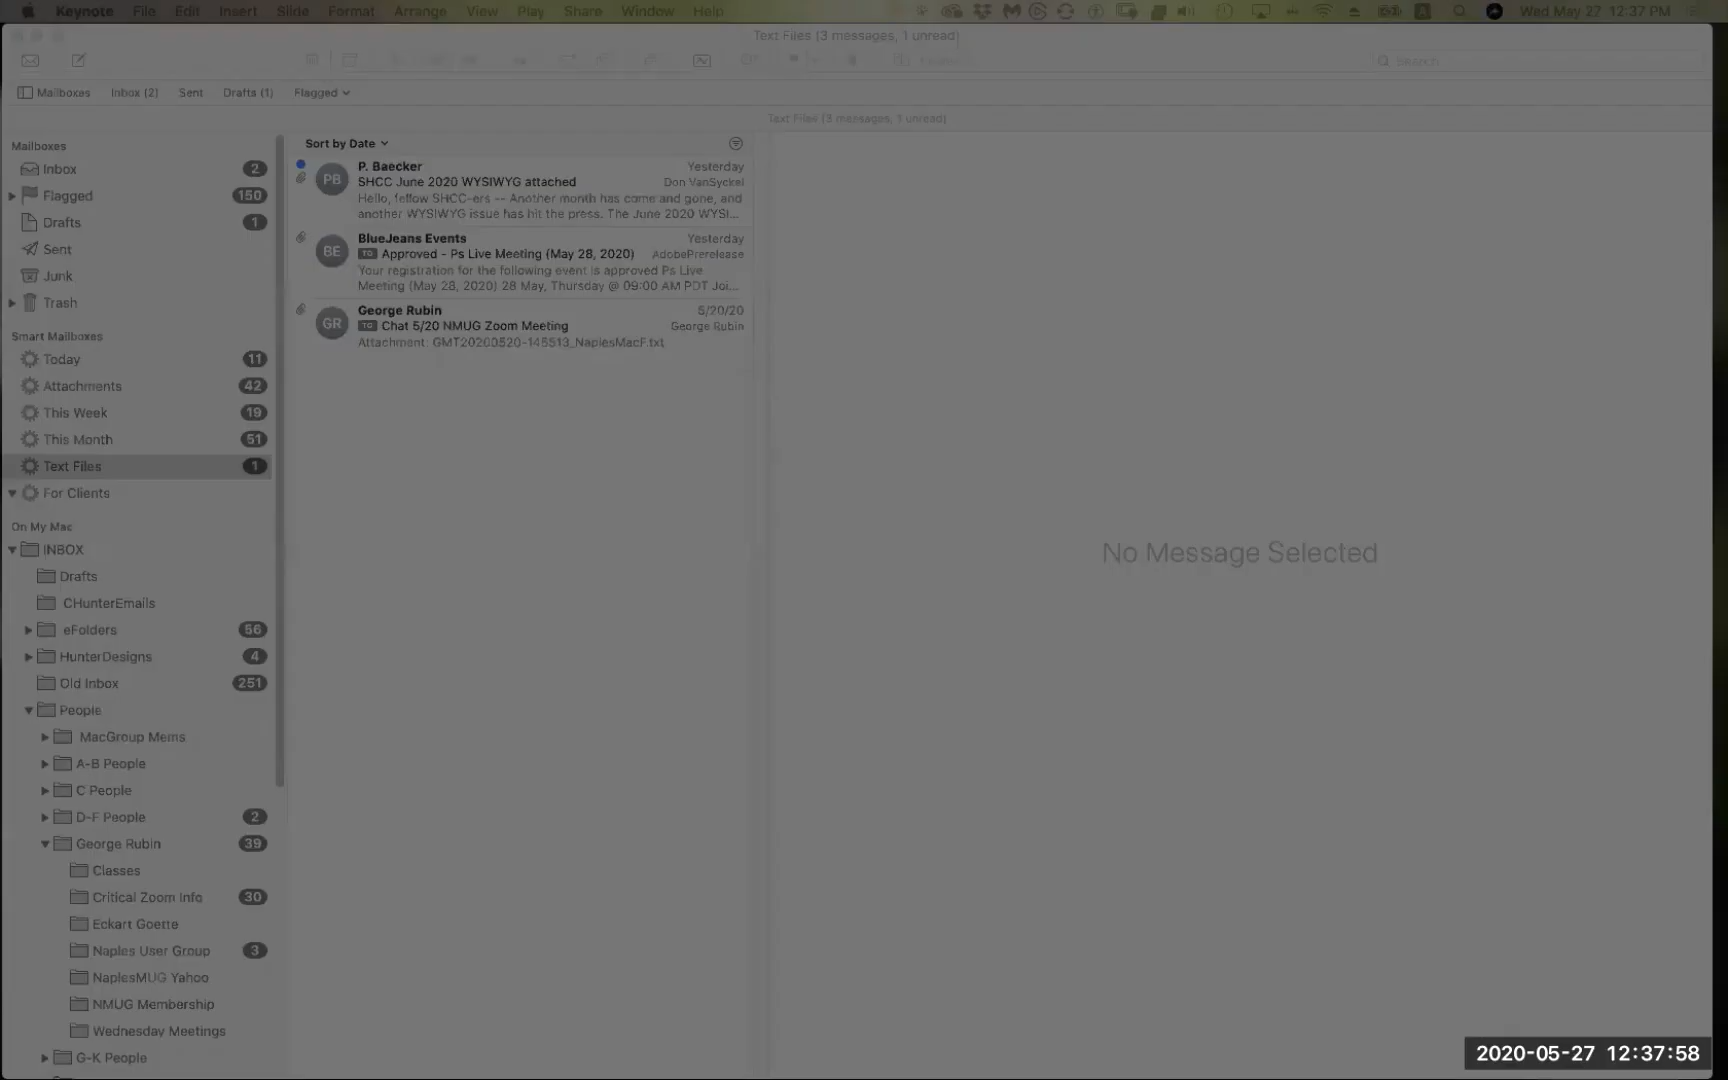 Keynote File Edit Insert Slide Format Arrange View Play Share Window Help
Wed May 27 12:37 PM
Text Files (3 messages, 1 unread)
Search
Mailboxes Inbox (2) Sent Drafts (1) Flagged
Text Files (3 messages, 1 unread)
Mailboxes
Inbox 2
Flagged 150
Drafts 1
Sent
Junk
Trash
Smart Mailboxes
Today 11
Attachments 42
This Week 19
This Month 51
Text Files 1
For Clients
On My Mac
INBOX
Drafts
CHunterEmails
eFolders 56
HunterDesigns 4
Old Inbox 251
People
MacGroup Mems
A-B People
C People
D-F People 2
George Rubin 39
Classes
Critical Zoom Info 30
Eckart Goette
Naples User Group 3
NaplesMUG Yahoo
NMUG Membership
Wednesday Meetings
G-K People
Sort by Date
PB
P. Baecker Yesterday
SHCC June 2020 WYSIWYG attached Don VanSyckel
Hello, fellow SHCC-ers -- Another month has come and gone, and
another WYSIWYG issue has hit the press. The June 2020 WYSI...
BE
BlueJeans Events Yesterday
TO Approved - Ps Live Meeting (May 28, 2020) AdobePrerelease
Your registration for the following event is approved Ps Live
Meeting (May 28, 2020) 28 May, Thursday @ 09:00 AM PDT Joi...
GR
George Rubin 5/20/20
TO Chat 5/20 NMUG Zoom Meeting George Rubin
Attachment: GMT20200520-145513_NaplesMacF.txt
No Message Selected
2020-05-27 12:37:58